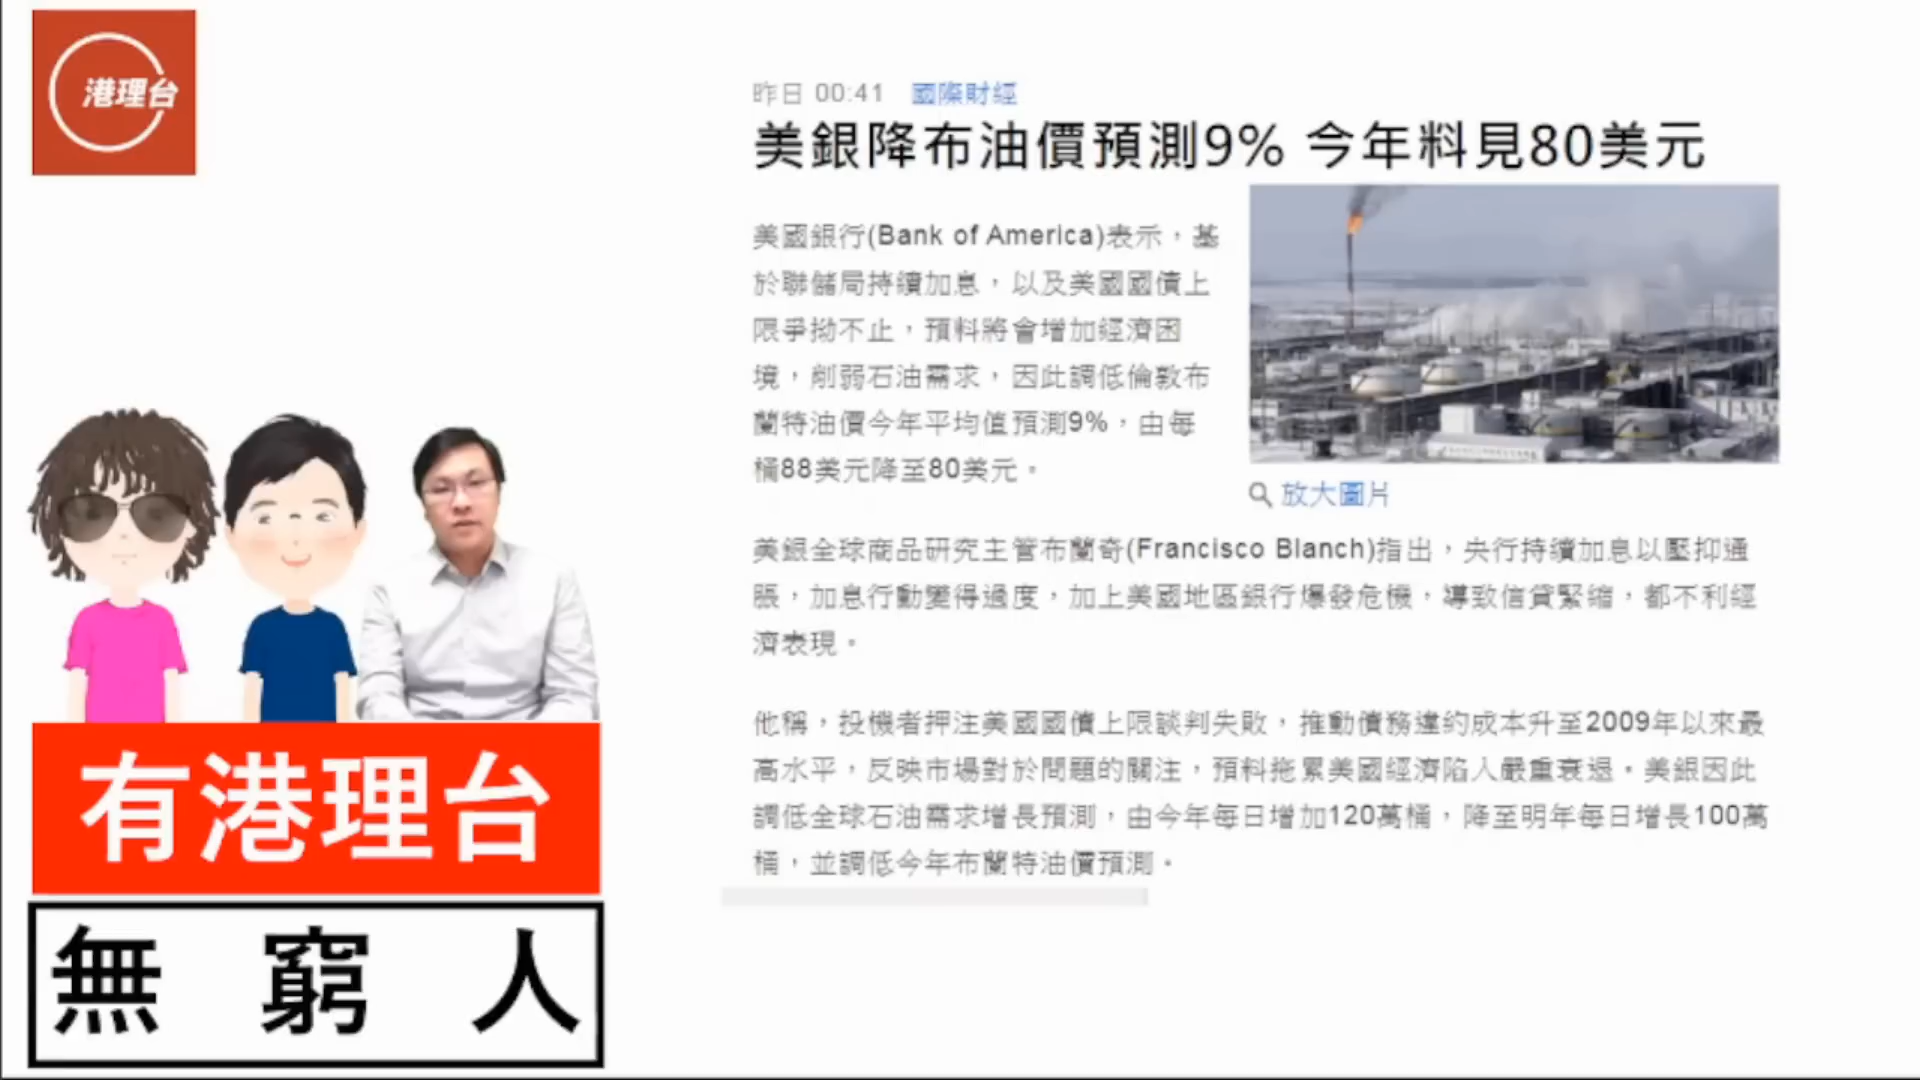 港理台
昨日 00:41 國際財經
美銀降布油價預測9% 今年料見80美元
美國銀行(Bank of America)表示，基
於聯儲局持續加息，以及美國國債上
限爭拗不止，預料將會增加經濟困
境，削弱石油需求，因此調低倫敦布
蘭特油價今年平均值預測9%，由每
桶88美元降至80美元。
放大圖片
美銀全球商品研究主管布蘭奇(Francisco Blanch)指出，央行持續加息以壓抑通
脹，加息行動變得過度，加上美國地區銀行爆發危機，導致信貸緊縮，都不利經
濟表現。
他稱，投機者押注美國國債上限談判失敗，推動債務違約成本升至2009年以來最
高水平，反映市場對於問題的關注，預料拖累美國經濟陷入嚴重衰退。美銀因此
調低全球石油需求增長預測，由今年每日增加120萬桶，降至明年每日增長100萬
桶，並調低今年布蘭特油價預測。
有港理台
無窮人